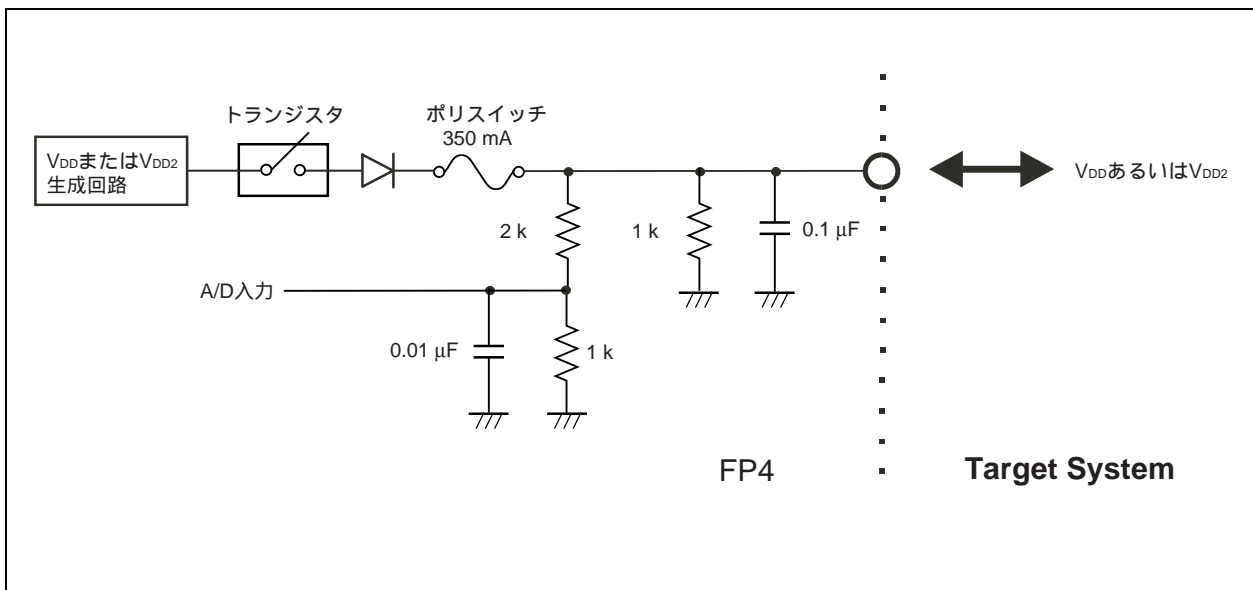 トランジスタ
ポリスイッチ
350 mA
VDDまたはVDD2
生成回路
VDDあるいはVDD2
2 k
1 k
0.1 μF
A/D入力
0.01 μF
1 k
FP4
Target System